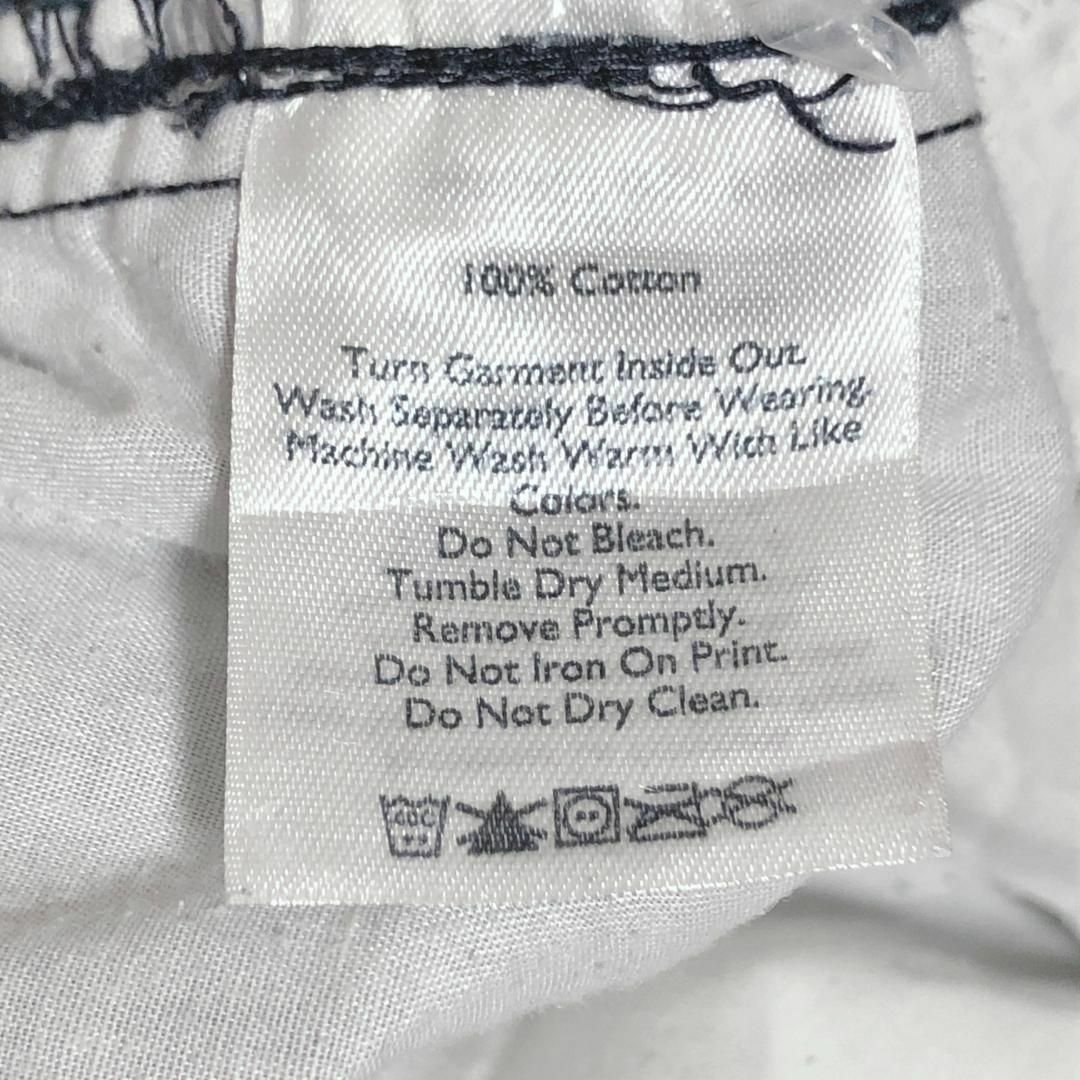 100% Cotton
Turn Garment Inside Out.
Wash Separately Before Wearing.
Machine Wash Warm With Like
Colors.
Do Not Bleach.
Tumble Dry Medium.
Remove Promptly.
Do Not Iron On Print.
Do Not Dry Clean.
40C